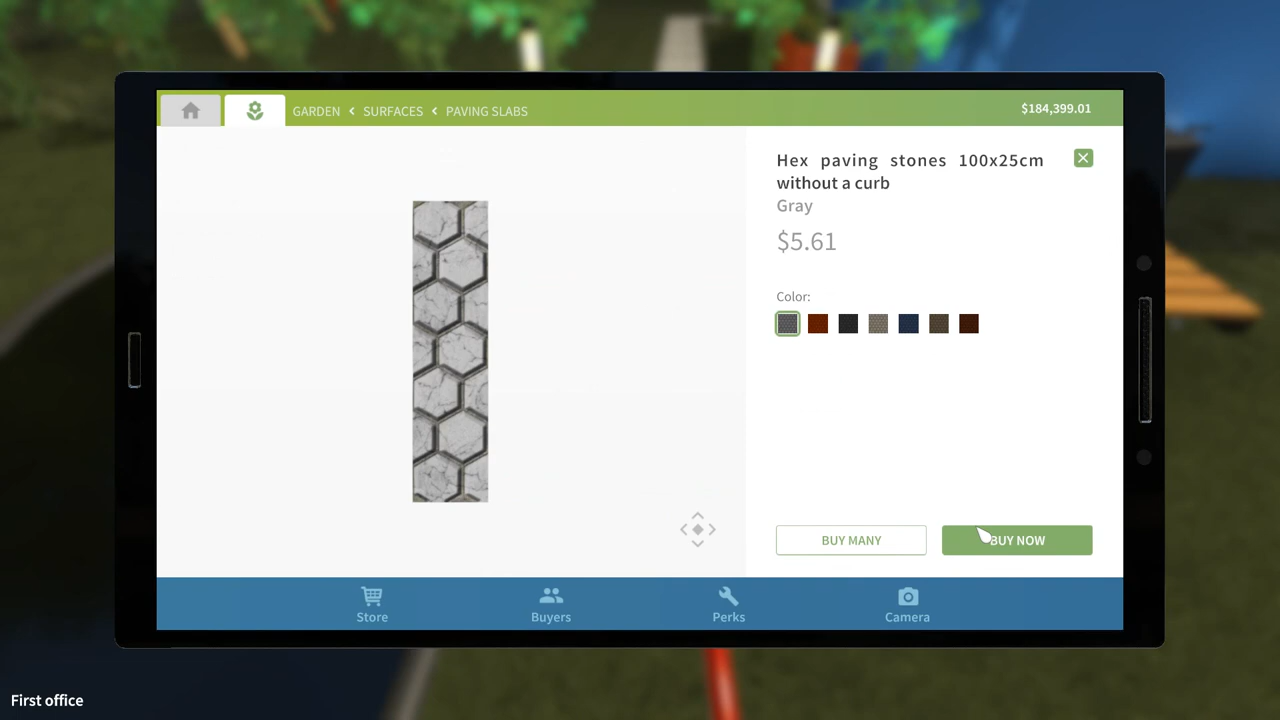 GARDEN < SURFACES < PAVING SLABS
$184,399.01
Hex paving stones 100x25cm
without a curb
Gray
$5.61
Color:
BUY MANY
BUY NOW
Store
Buyers
Perks
Camera
First office